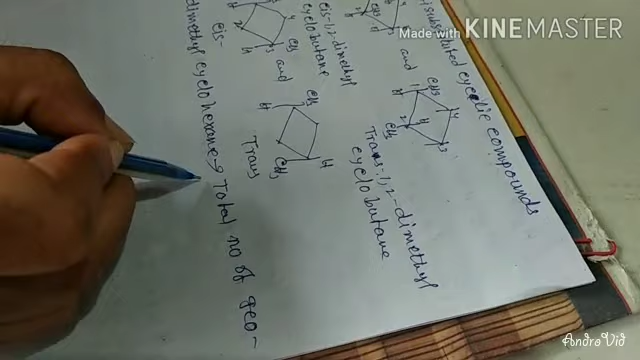 substituted cyclic compounds
CH3
H
and
H
CH3
Trans-1,2-dimethyl
cyclobutane
cis-1,2-dimethyl
cyclobutane
CH3
and
H
cis-
CH3
H
H
CH3
Trans
dimethyl cyclohexane → Total no of geo-
Made with KINEMASTER
AndroVid